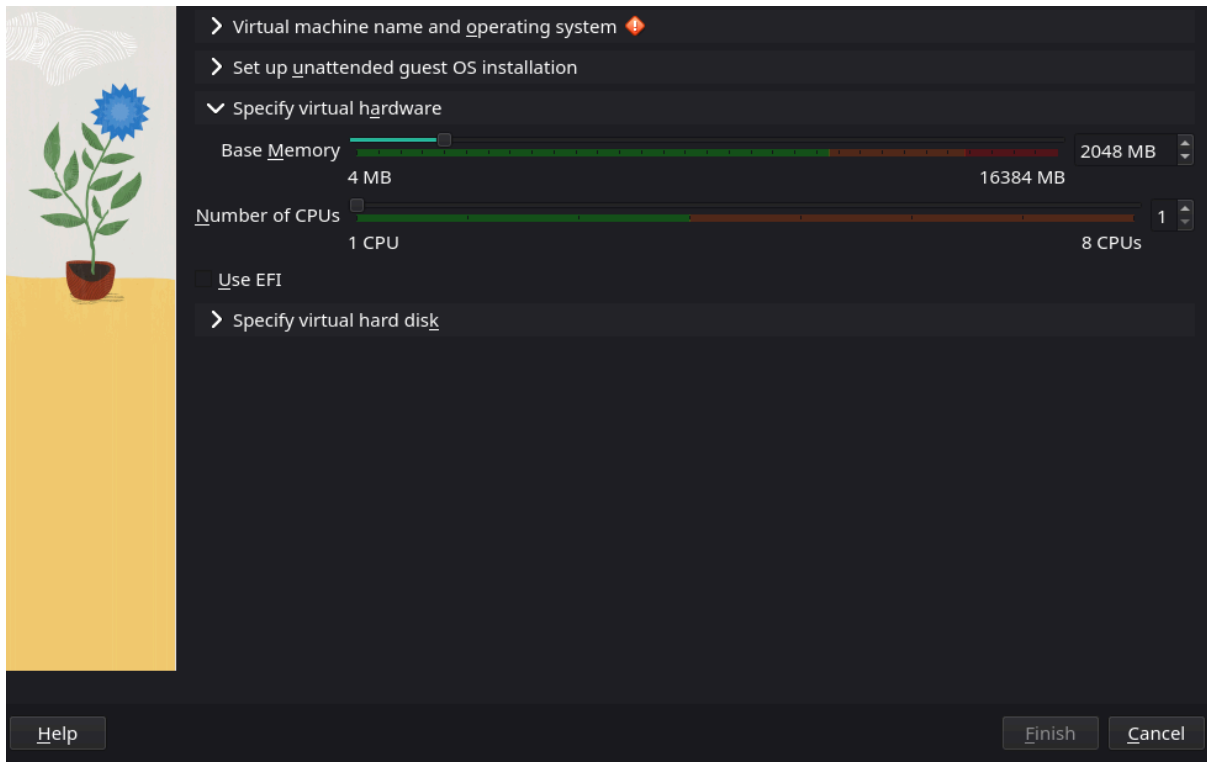 Virtual machine name and operating system
Set up unattended guest OS installation
Specify virtual hardware
Base Memory 2048 MB
4 MB 16384 MB
Number of CPUs 1
1 CPU 8 CPUs
Use EFI
Specify virtual hard disk
Help Finish Cancel